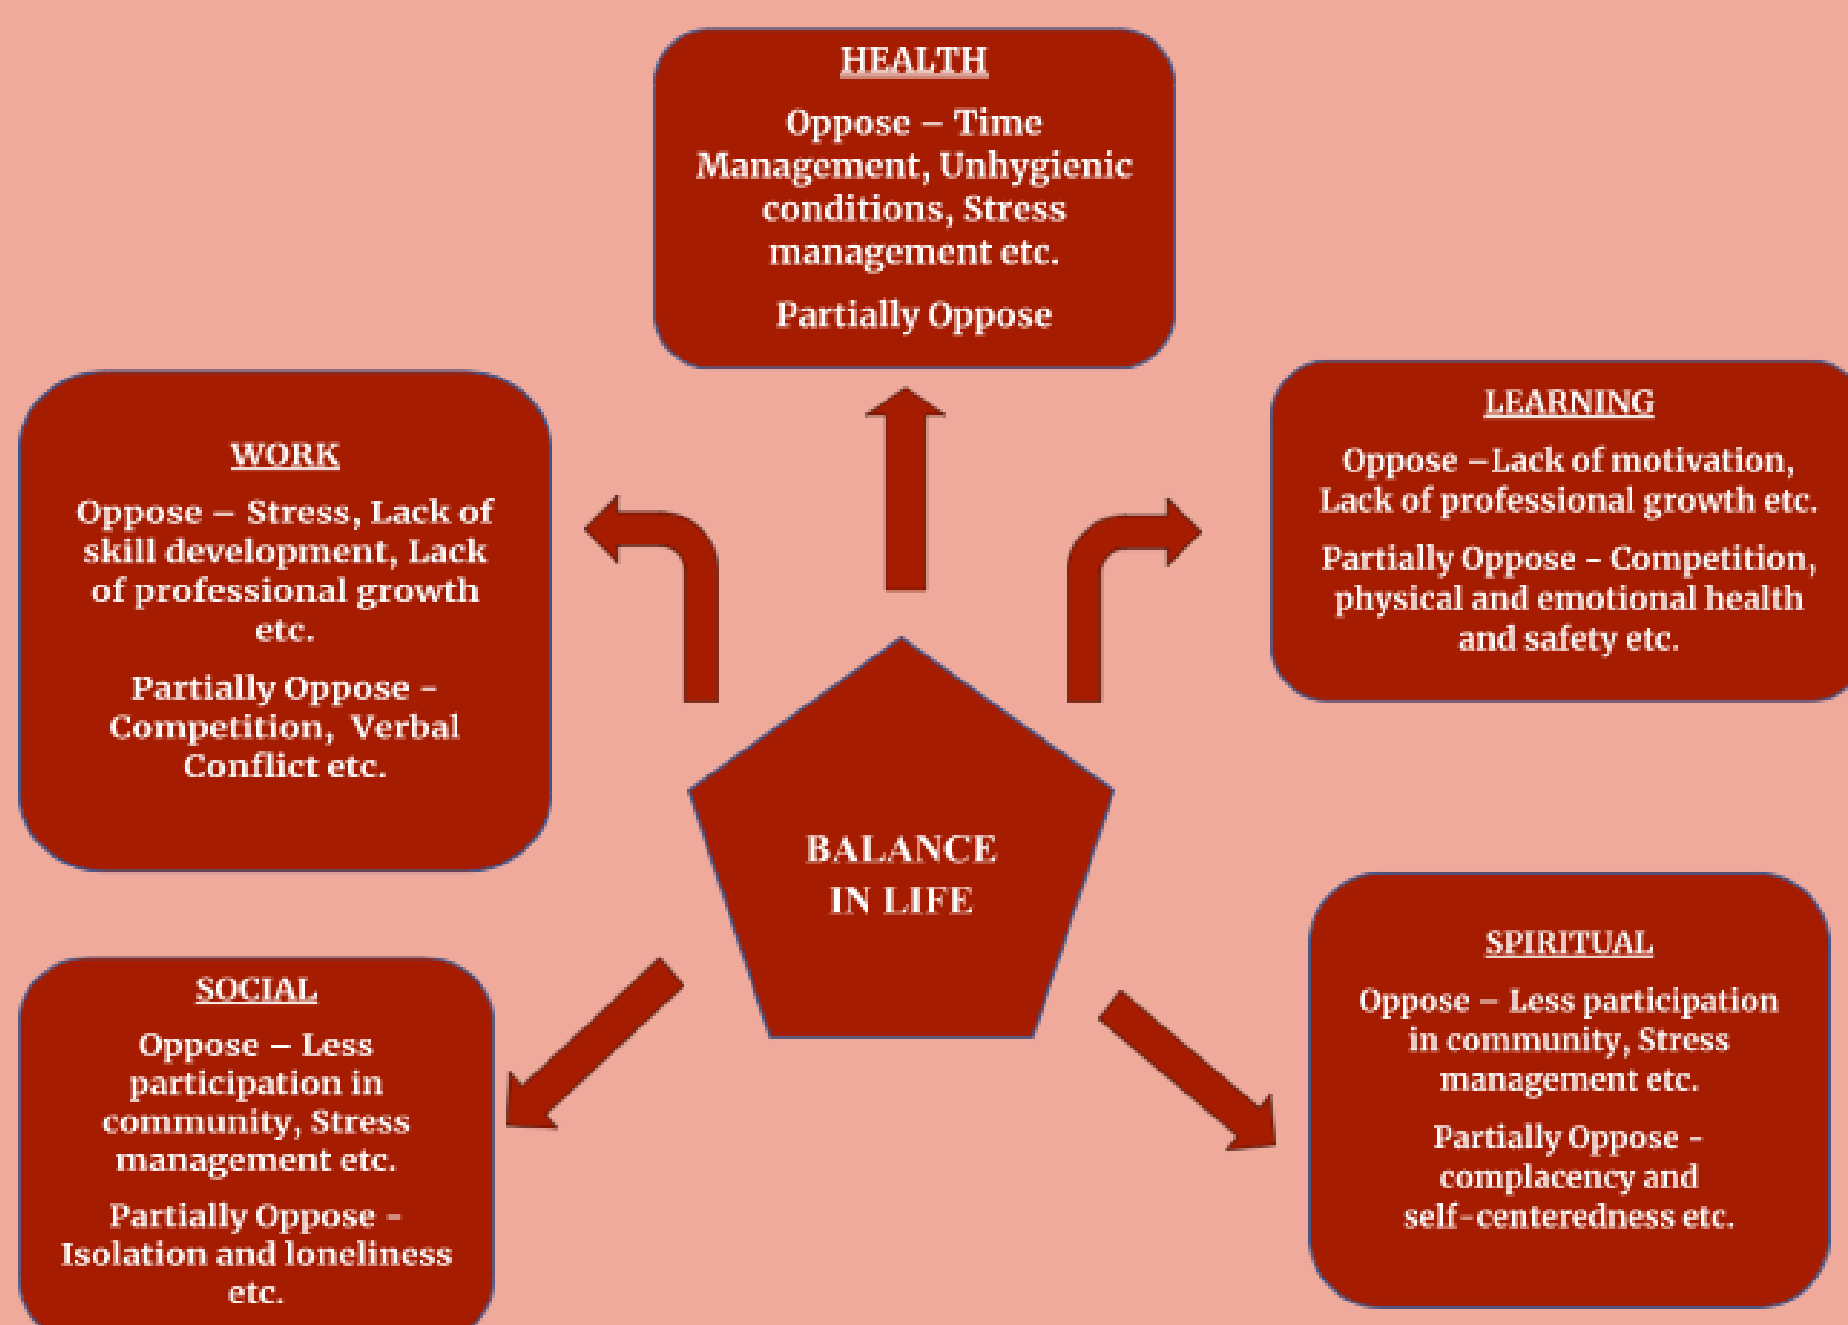 HEALTH
Oppose – Time
Management, Unhygienic
conditions, Stress
management etc.
Partially Oppose
WORK
Oppose – Stress, Lack of
skill development, Lack
of professional growth
etc.
Partially Oppose -
Competition,  Verbal
Conflict etc.
LEARNING
Oppose –Lack of motivation,
Lack of professional growth etc.
Partially Oppose - Competition,
physical and emotional health
and safety etc.
BALANCE
IN LIFE
SOCIAL
Oppose – Less
participation in
community, Stress
management etc.
Partially Oppose -
Isolation and loneliness
etc.
SPIRITUAL
Oppose – Less participation
in community, Stress
management etc.
Partially Oppose -
complacency and
self-centeredness etc.